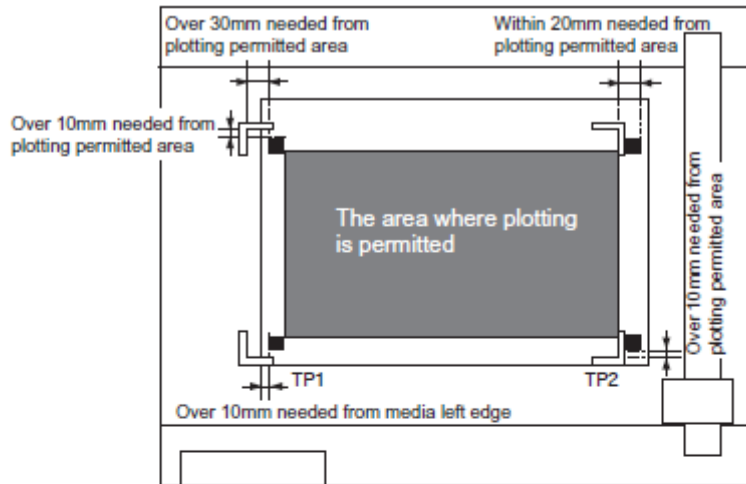 Over 30mm needed from
plotting permitted area
Within 20mm needed from
plotting permitted area
Over 10mm needed from
plotting permitted area
The area where plotting
is permitted
Over 10mm needed from
plotting permitted area
TP1
TP2
Over 10mm needed from media left edge